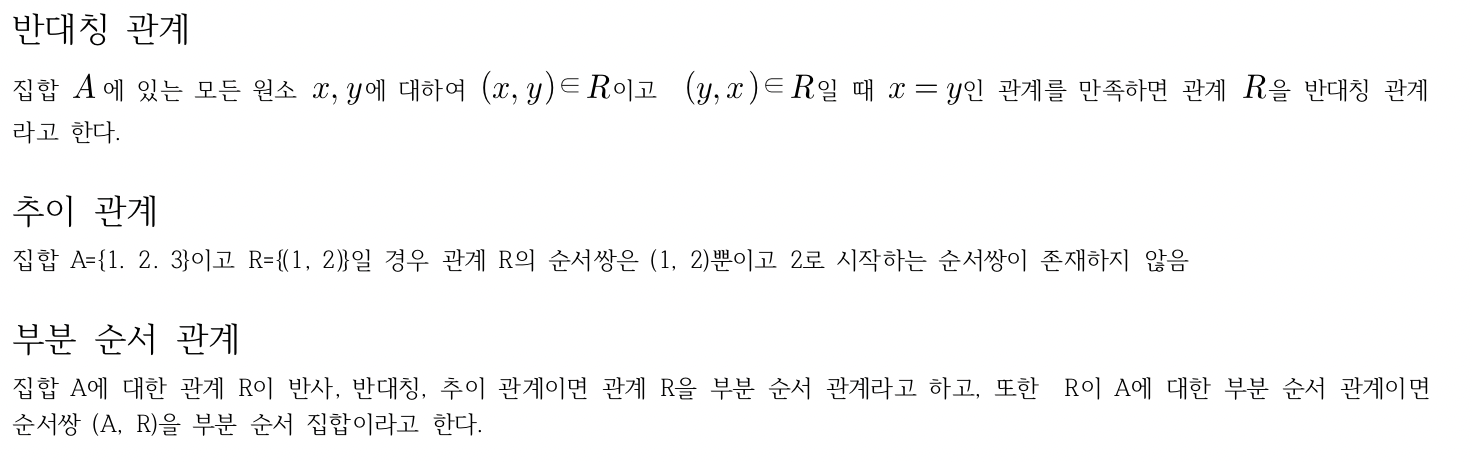 반대칭 관계
집합 A에 있는 모든 원소 x, y에 대하여 (x, y)∈R이고 (y, x)∈R일 때 x = y인 관계를 만족하면 관계 R을 반대칭 관계
라고 한다.
추이 관계
집합 A={1. 2. 3}이고 R={(1, 2)}일 경우 관계 R의 순서쌍은 (1, 2)뿐이고 2로 시작하는 순서쌍이 존재하지 않음
부분 순서 관계
집합 A에 대한 관계 R이 반사, 반대칭, 추이 관계이면 관계 R을 부분 순서 관계라고 하고, 또한 R이 A에 대한 부분 순서 관계이면
순서쌍 (A, R)을 부분 순서 집합이라고 한다.